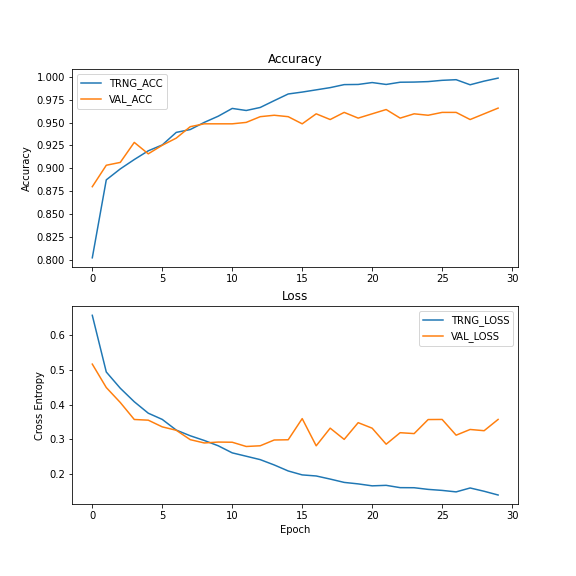 Accuracy
1.000
0.975
0.950
0.925
0.900
0.875
0.850
0.825
0.800
Accuracy
TRNG_ACC
VAL_ACC
0 5 10 15 20 25 30
Loss
0.6
0.5
0.4
0.3
0.2
Cross Entropy
TRNG_LOSS
VAL_LOSS
0 5 10 15 20 25 30
Epoch